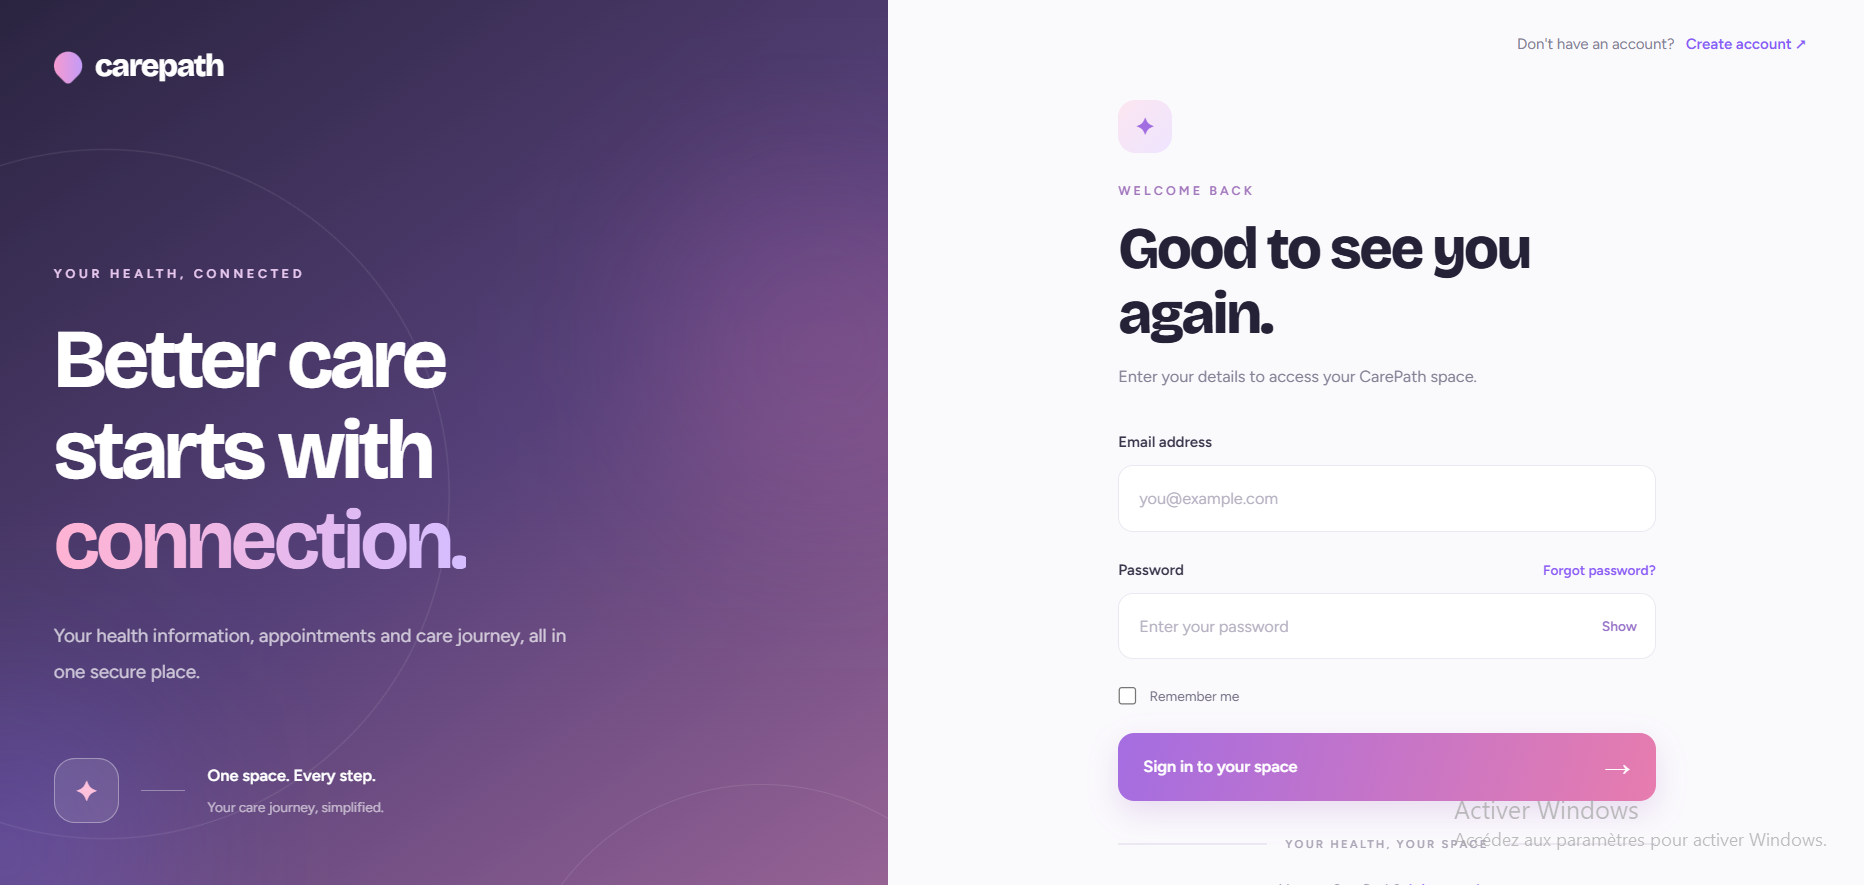 carepath
YOUR HEALTH, CONNECTED
Better care
starts with
connection.
Your health information, appointments and care journey, all in
one secure place.
One space. Every step.
Your care journey, simplified.
Don't have an account? Create account ↗
WELCOME BACK
Good to see you
again.
Enter your details to access your CarePath space.
Email address
you@example.com
Password Forgot password?
Enter your password Show
Remember me
Sign in to your space →
Activer Windows
Accédez aux paramètres pour activer Windows.
YOUR HEALTH, YOUR SPACE